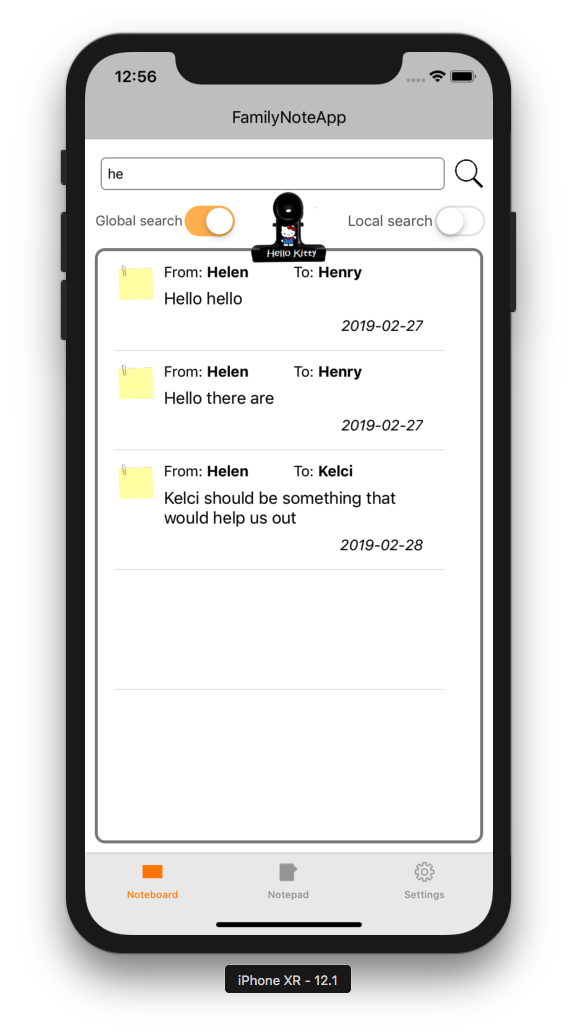 12:56
FamilyNoteApp
he
Global search
Local search
Hello Kitty
From: Helen To: Henry
Hello hello
2019-02-27
From: Helen To: Henry
Hello there are
2019-02-27
From: Helen To: Kelci
Kelci should be something that
would help us out
2019-02-28
Noteboard
Notepad
Settings
iPhone XR - 12.1